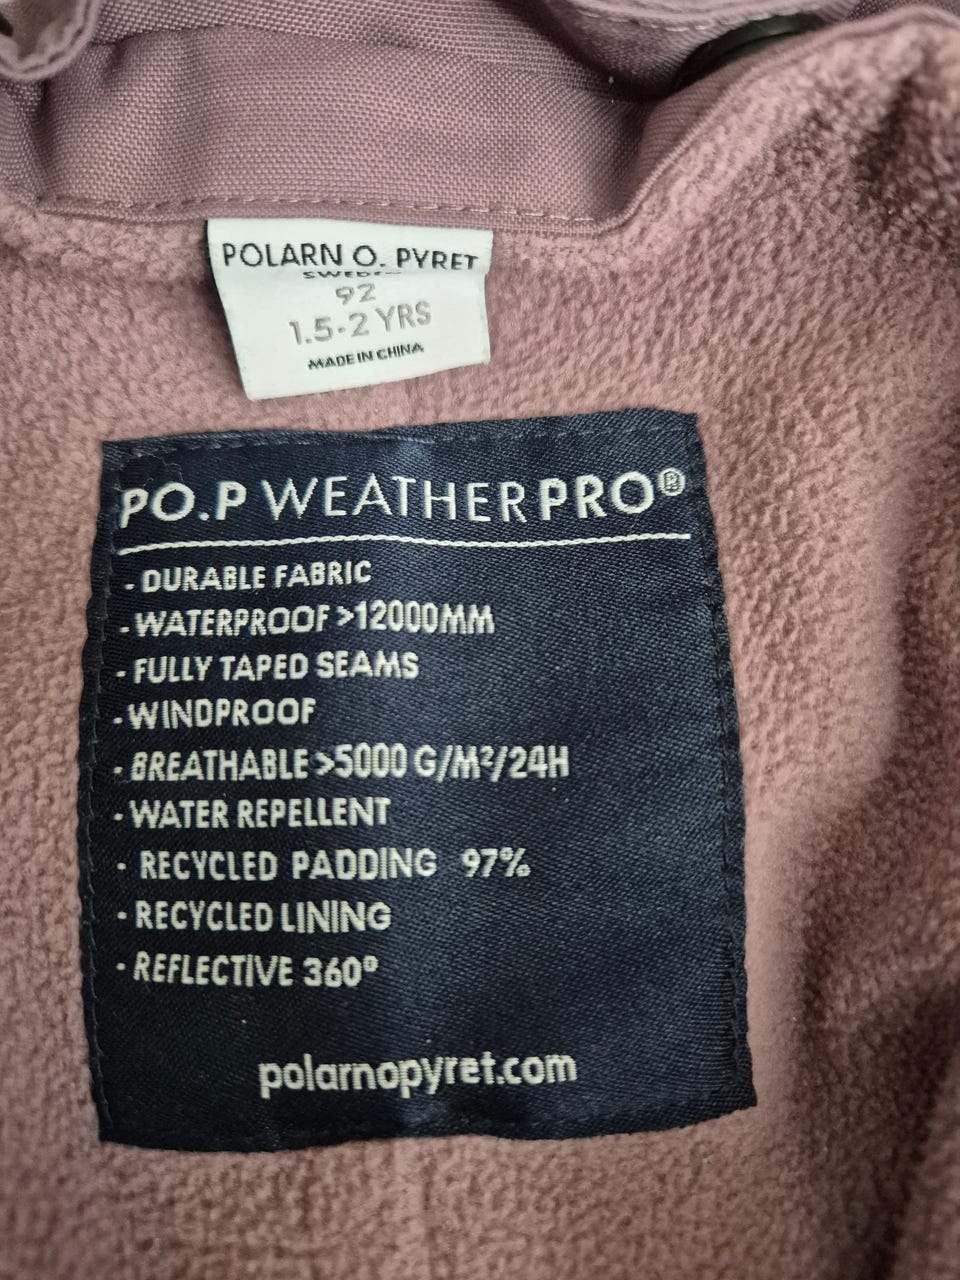 POLARN O. PYRET
SWEDEN
92
1.5-2 YRS
MADE IN CHINA
PO.P WEATHERPRO®
- DURABLE FABRIC
- WATERPROOF >12000MM
- FULLY TAPED SEAMS
- WINDPROOF
- BREATHABLE >5000 G/M²/24H
- WATER REPELLENT
- RECYCLED PADDING 97%
- RECYCLED LINING
- REFLECTIVE 360°
polarnopyret.com